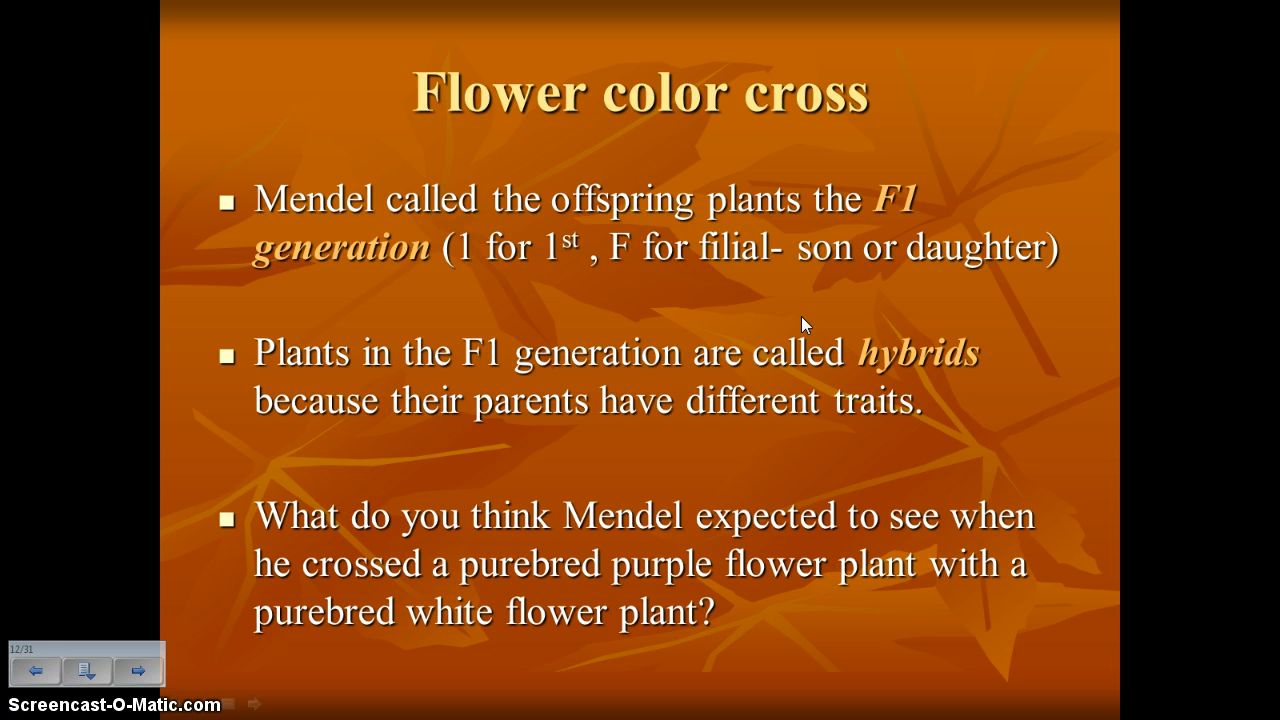 Flower color cross
Mendel called the offspring plants the F1
generation (1 for 1st , F for filial- son or daughter)
Plants in the F1 generation are called hybrids
because their parents have different traits.
What do you think Mendel expected to see when
he crossed a purebred purple flower plant with a
purebred white flower plant?
12/31
Screencast-O-Matic.com